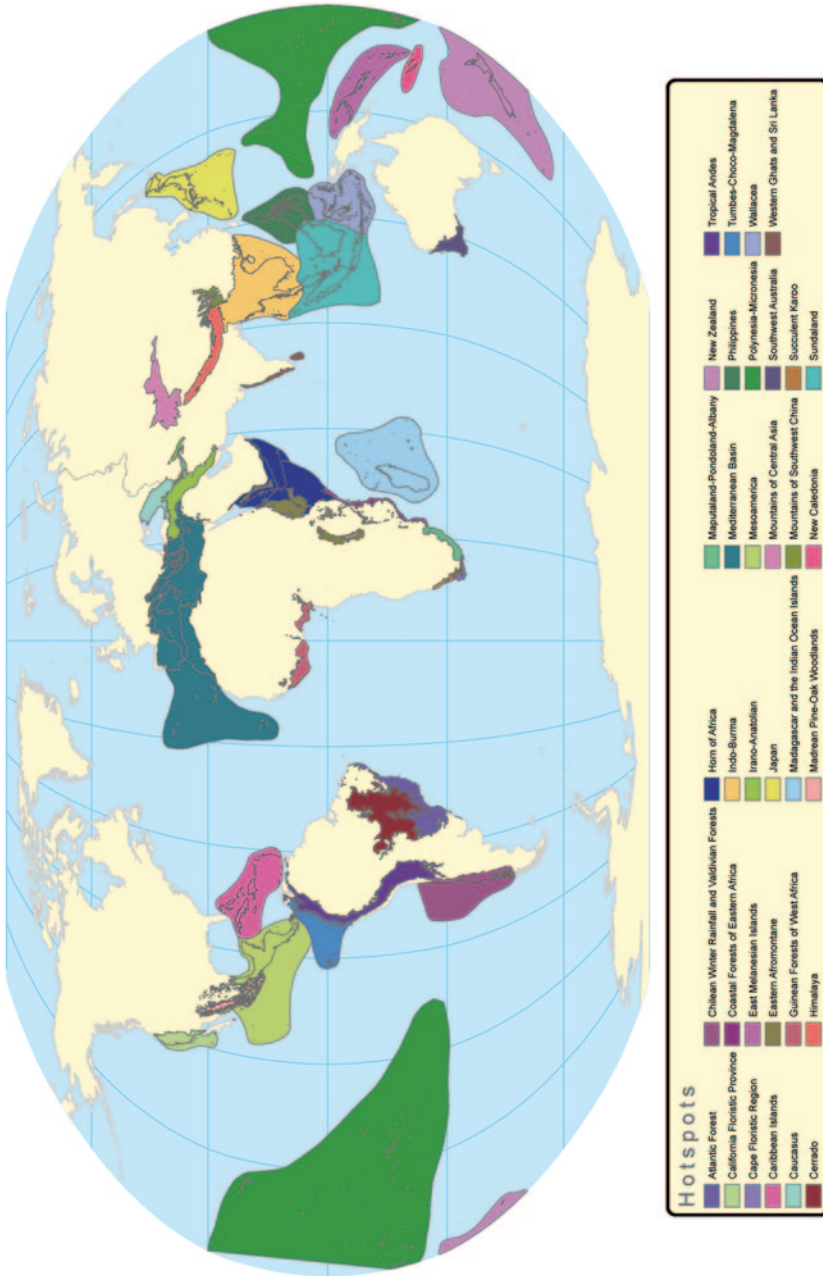 Hotspots
Atlantic Forest
California Floristic Province
Cape Floristic Region
Caribbean Islands
Caucasus
Cerrado
Chilean Winter Rainfall and Valdivian Forests
Coastal Forests of Eastern Africa
East Melanesian Islands
Eastern Afromontane
Guinean Forests of West Africa
Himalaya
Horn of Africa
Indo-Burma
Irano-Anatolian
Japan
Madagascar and the Indian Ocean Islands
Madrean Pine-Oak Woodlands
Maputaland-Pondoland-Albany
Mediterranean Basin
Mesoamerica
Mountains of Central Asia
Mountains of Southwest China
New Caledonia
New Zealand
Philippines
Polynesia-Micronesia
Southwest Australia
Succulent Karoo
Sundaland
Tropical Andes
Tumbes-Choco-Magdalena
Wallacea
Western Ghats and Sri Lanka